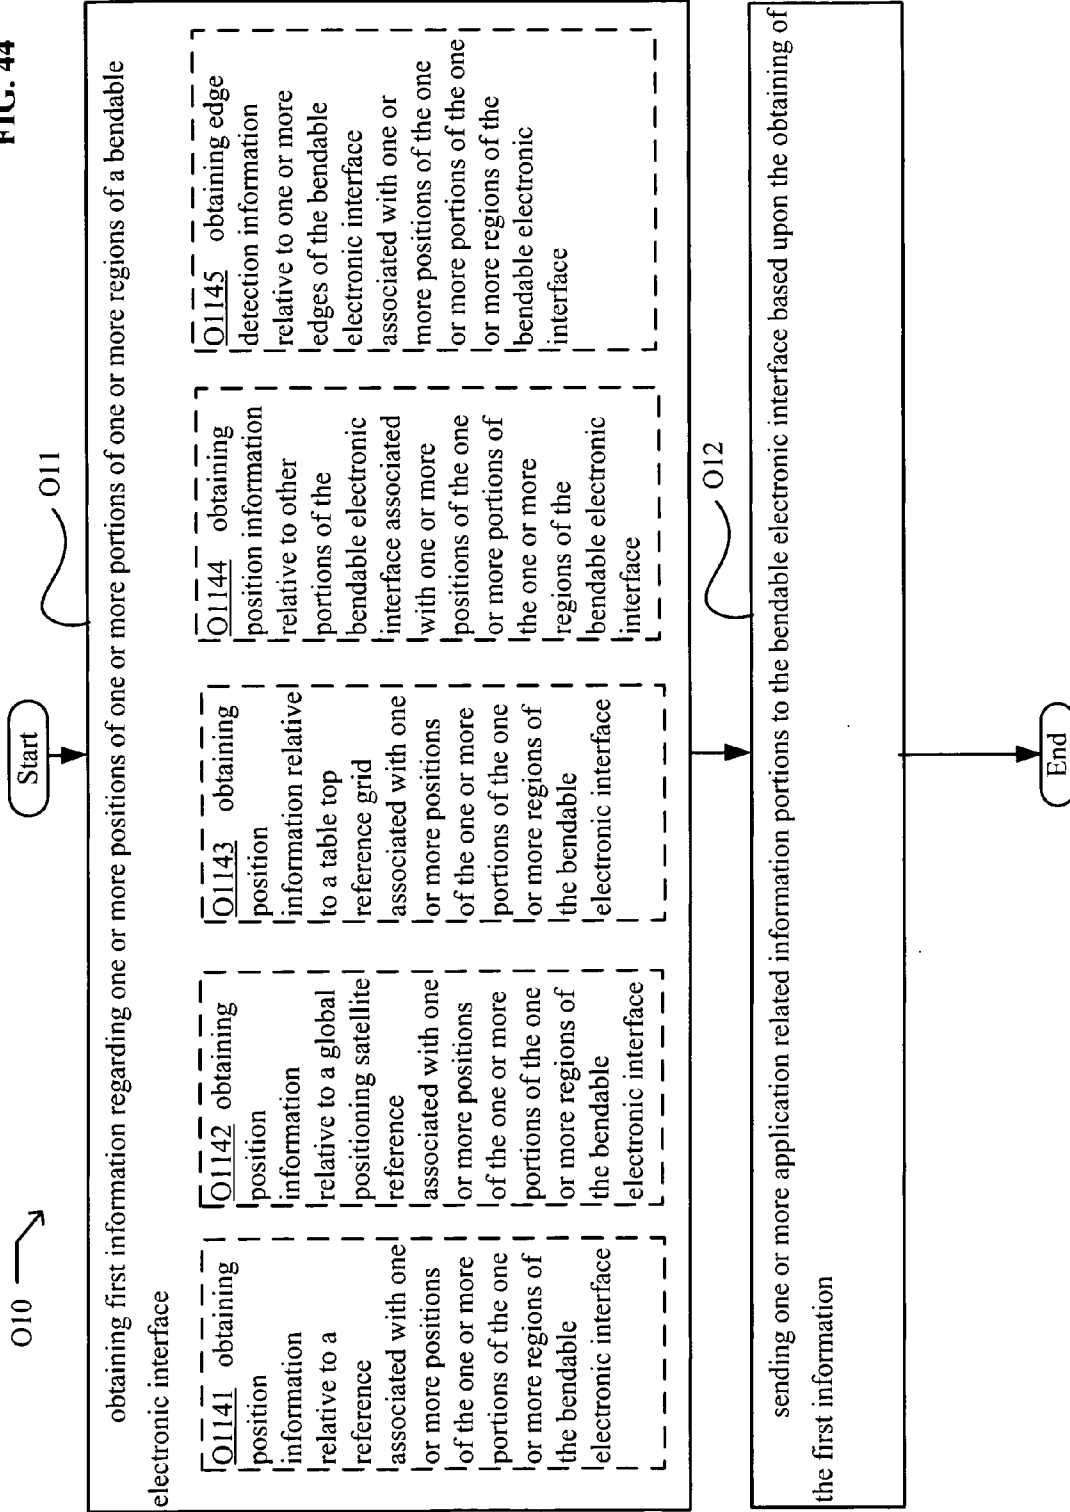 FIG. 44
O10
Start
O11
obtaining first information regarding one or more positions of one or more portions of one or more regions of a bendable
electronic interface
O1141 obtaining
position
information
relative to a
reference
associated with one
or more positions
of the one or more
portions of the one
or more regions of
the bendable
electronic interface
O1142 obtaining
position
information
relative to a global
positioning satellite
reference
associated with one
or more positions
of the one or more
portions of the one
or more regions of
the bendable
electronic interface
O1143 obtaining
position
information relative
to a table top
reference grid
associated with one
or more positions
of the one or more
portions of the one
or more regions of
the bendable
electronic interface
O1144 obtaining
position information
relative to other
portions of the
bendable electronic
interface associated
with one or more
positions of the one
or more portions of
the one or more
regions of the
bendable electronic
interface
O1145 obtaining edge
detection information
relative to one or more
edges of the bendable
electronic interface
associated with one or
more positions of the one
or more portions of the one
or more regions of the
bendable electronic
interface
O12
sending one or more application related information portions to the bendable electronic interface based upon the obtaining of
the first information
End